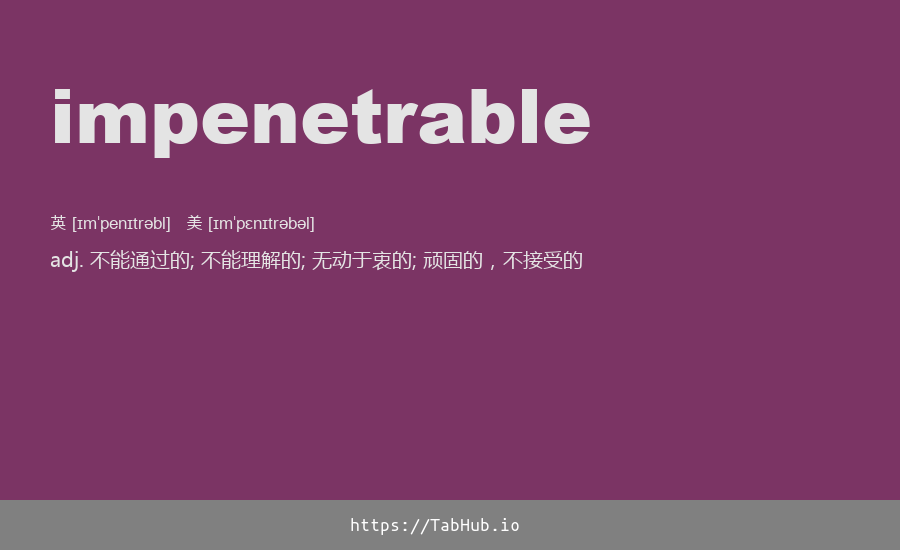 impenetrable
英 [ɪmˈpenɪtrəbl] 美 [ɪmˈpɛnɪtrəbəl]
adj. 不能通过的; 不能理解的; 无动于衷的; 顽固的，不接受的
https://TabHub.io